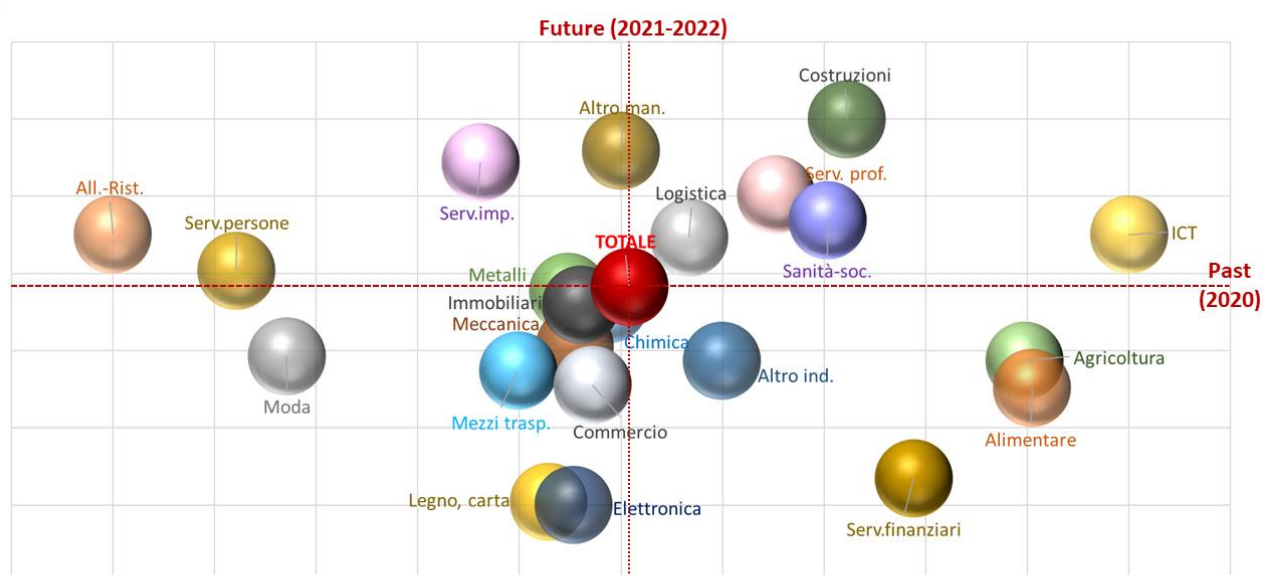 Future (2021-2022)
Costruzioni
Altro man.
All.-Rist.
Serv. prof.
Logistica
Serv.imp.
Serv.persone
ICT
TOTALE
Sanità-soc.
Metalli
Past
(2020)
Immobiliari
Meccanica
Chimica
Agricoltura
Altro ind.
Moda
Mezzi trasp.
Commercio
Alimentare
Legno, carta
Elettronica
Serv.finanziari